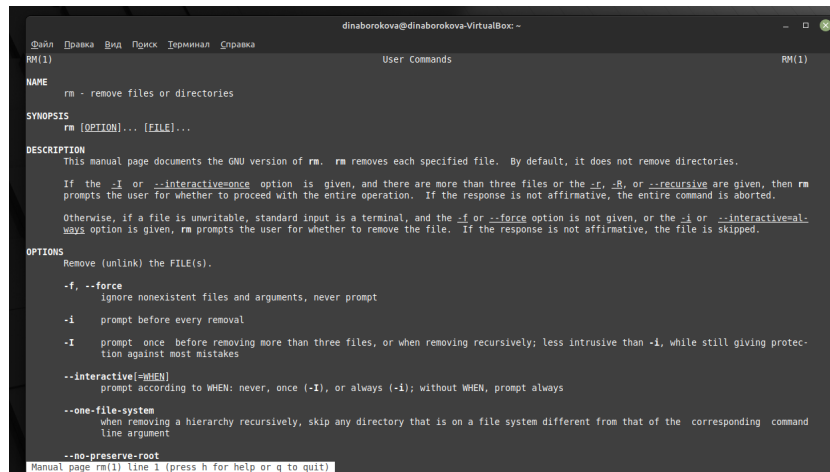 dinaborokova@dinaborokova-VirtualBox: ~
Файл Правка Вид Поиск Терминал Справка
RM(1) User Commands RM(1)
NAME
rm - remove files or directories
SYNOPSIS
rm [OPTION]... [FILE]...
DESCRIPTION
This manual page documents the GNU version of rm. rm removes each specified file. By default, it does not remove directories.
If the -I or --interactive=once option is given, and there are more than three files or the -r, -R, or --recursive are given, then rm
prompts the user for whether to proceed with the entire operation. If the response is not affirmative, the entire command is aborted.
Otherwise, if a file is unwritable, standard input is a terminal, and the -f or --force option is not given, or the -i or --interactive=al-
ways option is given, rm prompts the user for whether to remove the file. If the response is not affirmative, the file is skipped.
OPTIONS
Remove (unlink) the FILE(s).
-f, --force
ignore nonexistent files and arguments, never prompt
-i prompt before every removal
-I prompt once before removing more than three files, or when removing recursively; less intrusive than -i, while still giving protec-
tion against most mistakes
--interactive[=WHEN]
prompt according to WHEN: never, once (-I), or always (-i); without WHEN, prompt always
--one-file-system
when removing a hierarchy recursively, skip any directory that is on a file system different from that of the corresponding command
line argument
--no-preserve-root
Manual page rm(1) line 1 (press h for help or q to quit)